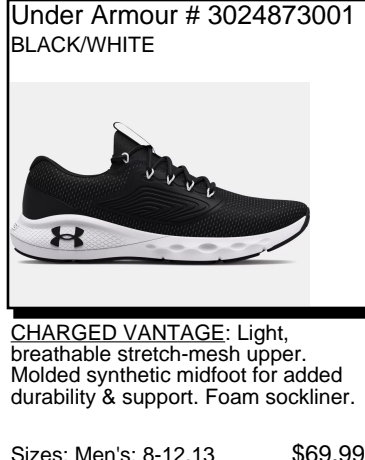 Under Armour # 3024873001
BLACK/WHITE
CHARGED VANTAGE: Light,
breathable stretch-mesh upper.
Molded synthetic midfoot for added
durability & support. Foam sockliner.
Sizes: Men's: 8-12,13 $69.99